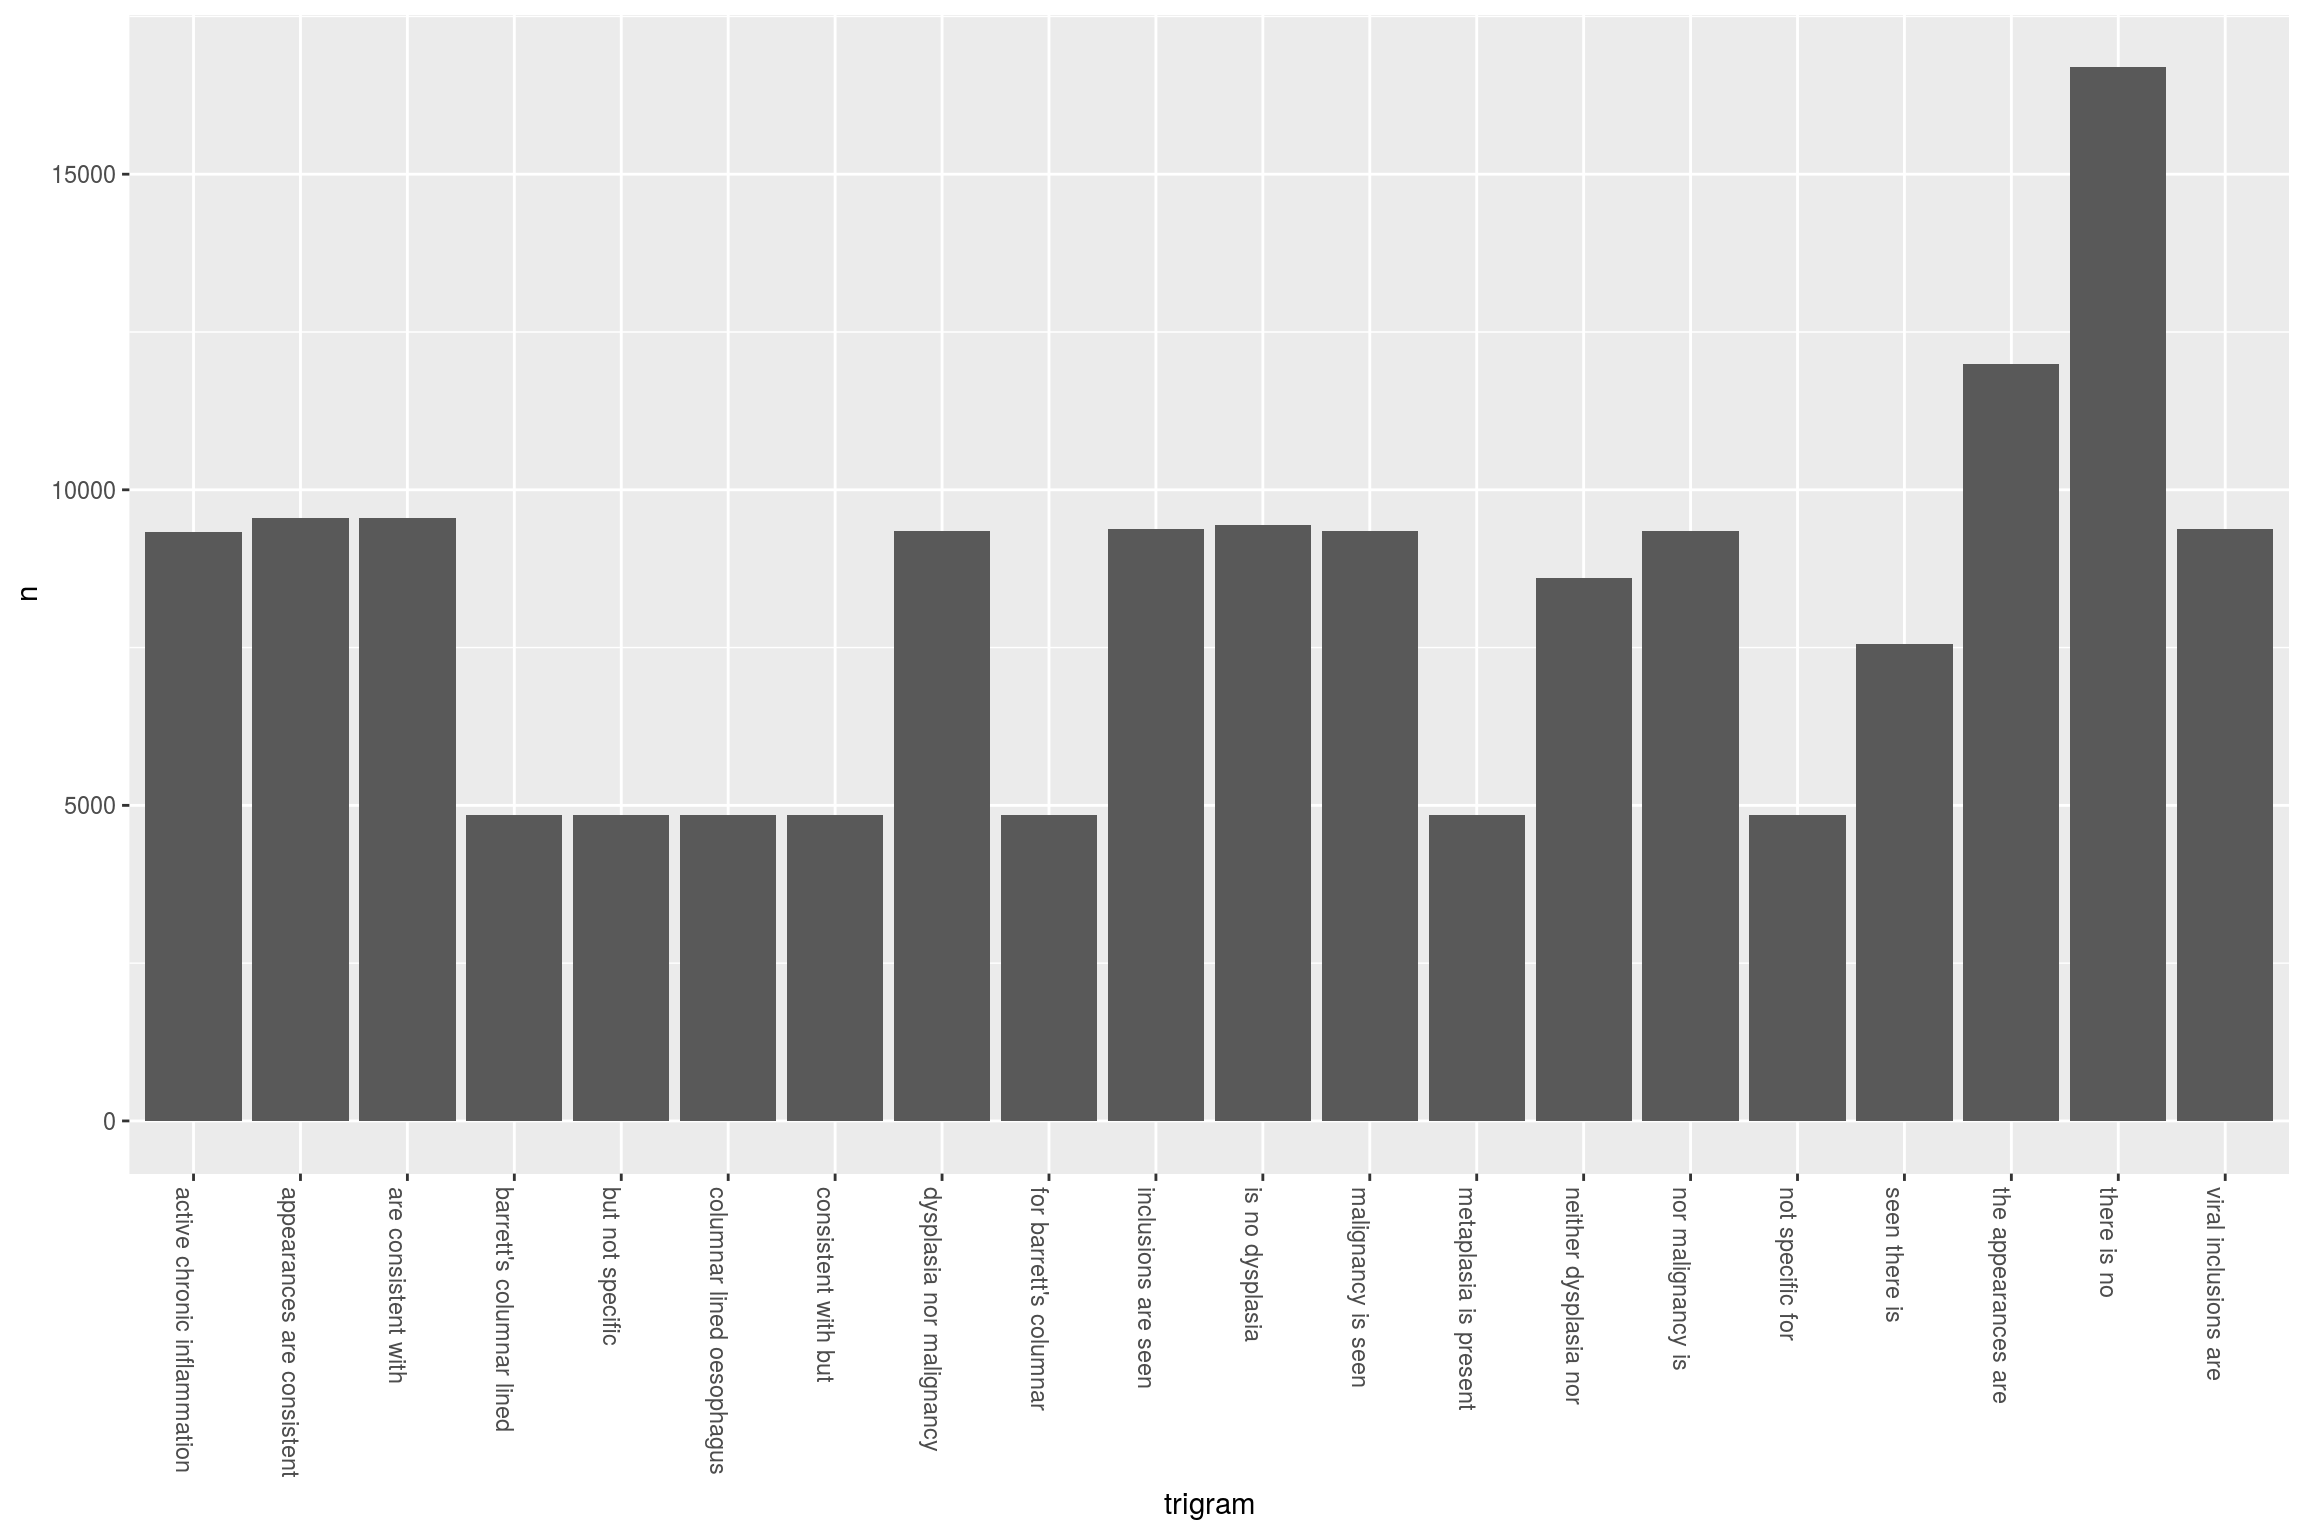 n
15000
10000
5000
0
active chronic inflammation
appearances are consistent
are consistent with
barrett's columnar lined
but not specific
columnar lined oesophagus
consistent with but
dysplasia nor malignancy
for barrett's columnar
inclusions are seen
is no dysplasia
malignancy is seen
metaplasia is present
neither dysplasia nor
nor malignancy is
not specific for
seen there is
the appearances are
there is no
viral inclusions are
trigram